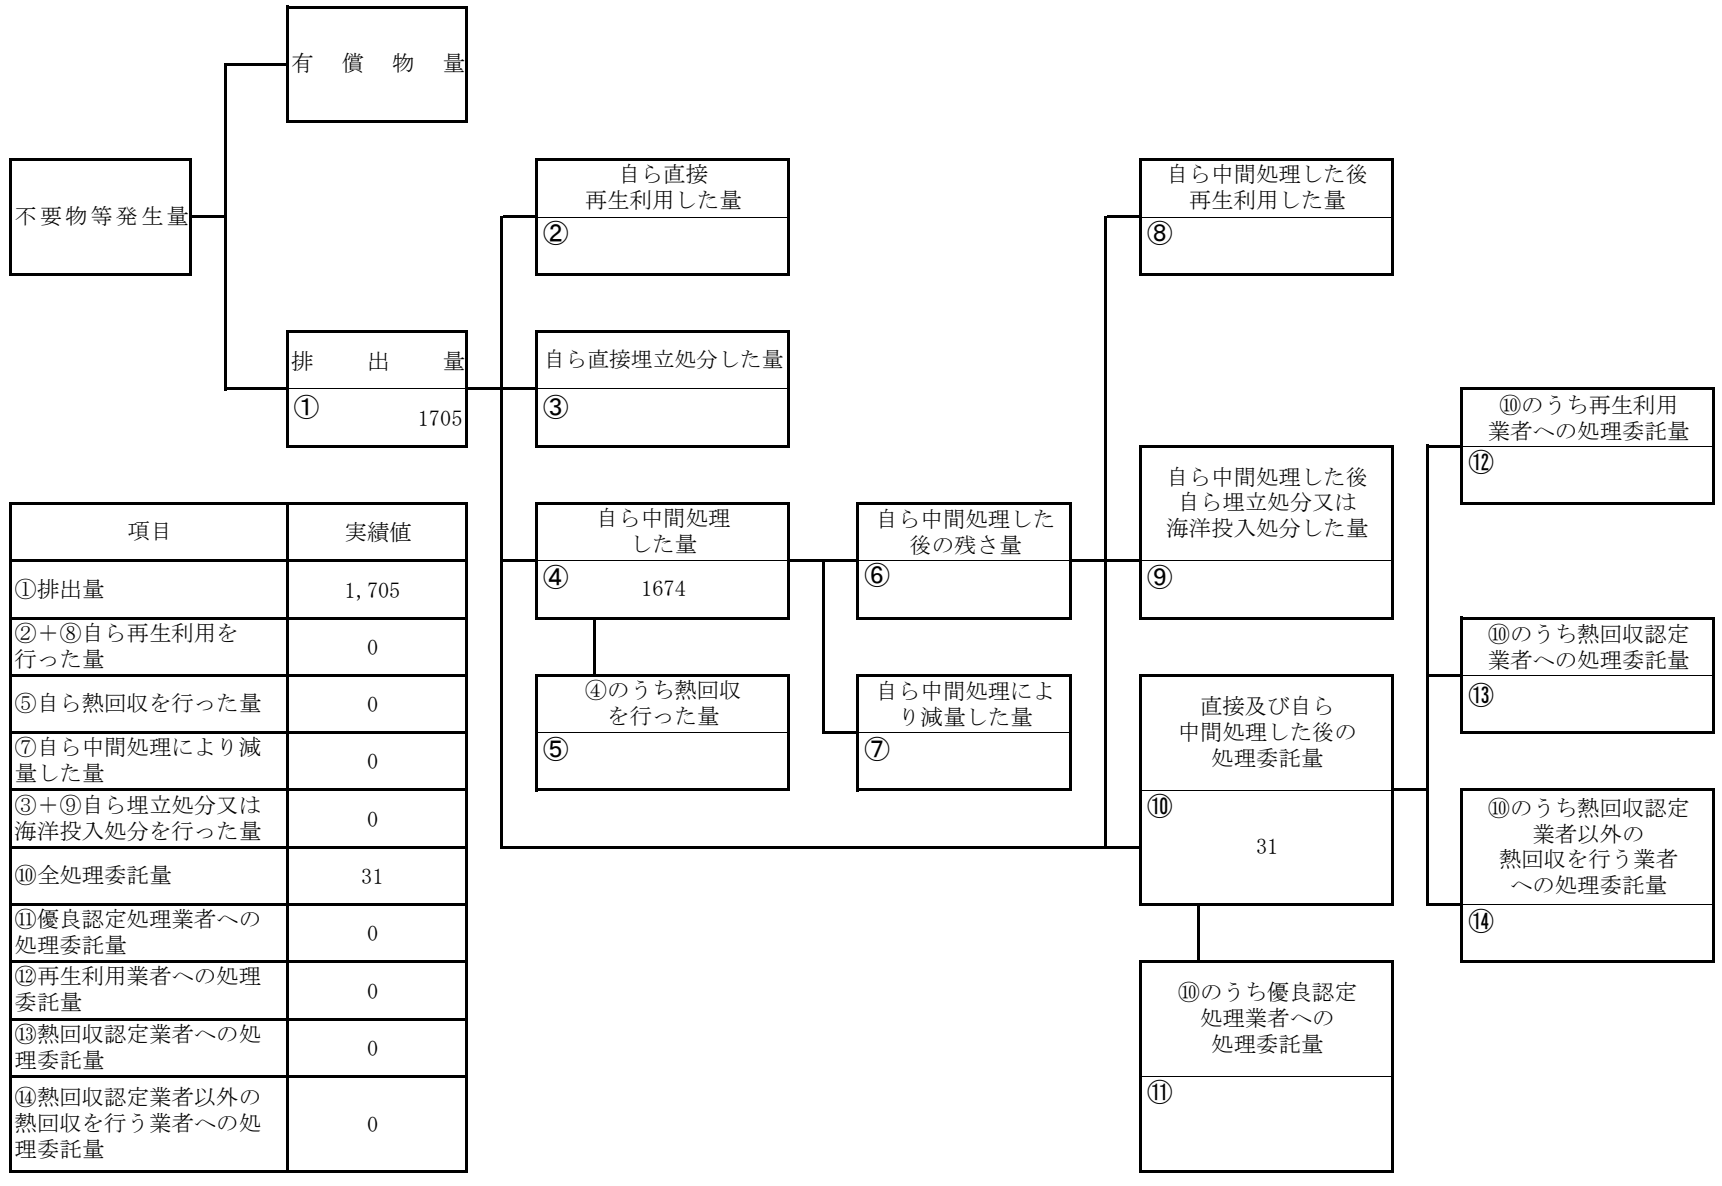 有償物量
不要物等発生量
排出量
①
1705
自ら直接
再生利用した量
②
自ら直接埋立処分した量
③
自ら中間処理
した量
④
1674
④のうち熱回収
を行った量
⑤
自ら中間処理した
後の残さ量
⑥
自ら中間処理によ
り減量した量
⑦
自ら中間処理した後
再生利用した量
⑧
自ら中間処理した後
自ら埋立処分又は
海洋投入処分した量
⑨
直接及び自ら
中間処理した後の
処理委託量
⑩
31
⑩のうち優良認定
処理業者への
処理委託量
⑪
⑩のうち再生利用
業者への処理委託量
⑫
⑩のうち熱回収認定
業者への処理委託量
⑬
⑩のうち熱回収認定
業者以外の
熱回収を行う業者
への処理委託量
⑭
項目 実績値
①排出量 1,705
②＋⑧自ら再生利用を
行った量 0
⑤自ら熱回収を行った量 0
⑦自ら中間処理により減
量した量 0
③＋⑨自ら埋立処分又は
海洋投入処分を行った量 0
⑩全処理委託量 31
⑪優良認定処理業者への
処理委託量 0
⑫再生利用業者への処理
委託量 0
⑬熱回収認定業者への処
理委託量 0
⑭熱回収認定業者以外の
熱回収を行う業者への処
理委託量 0